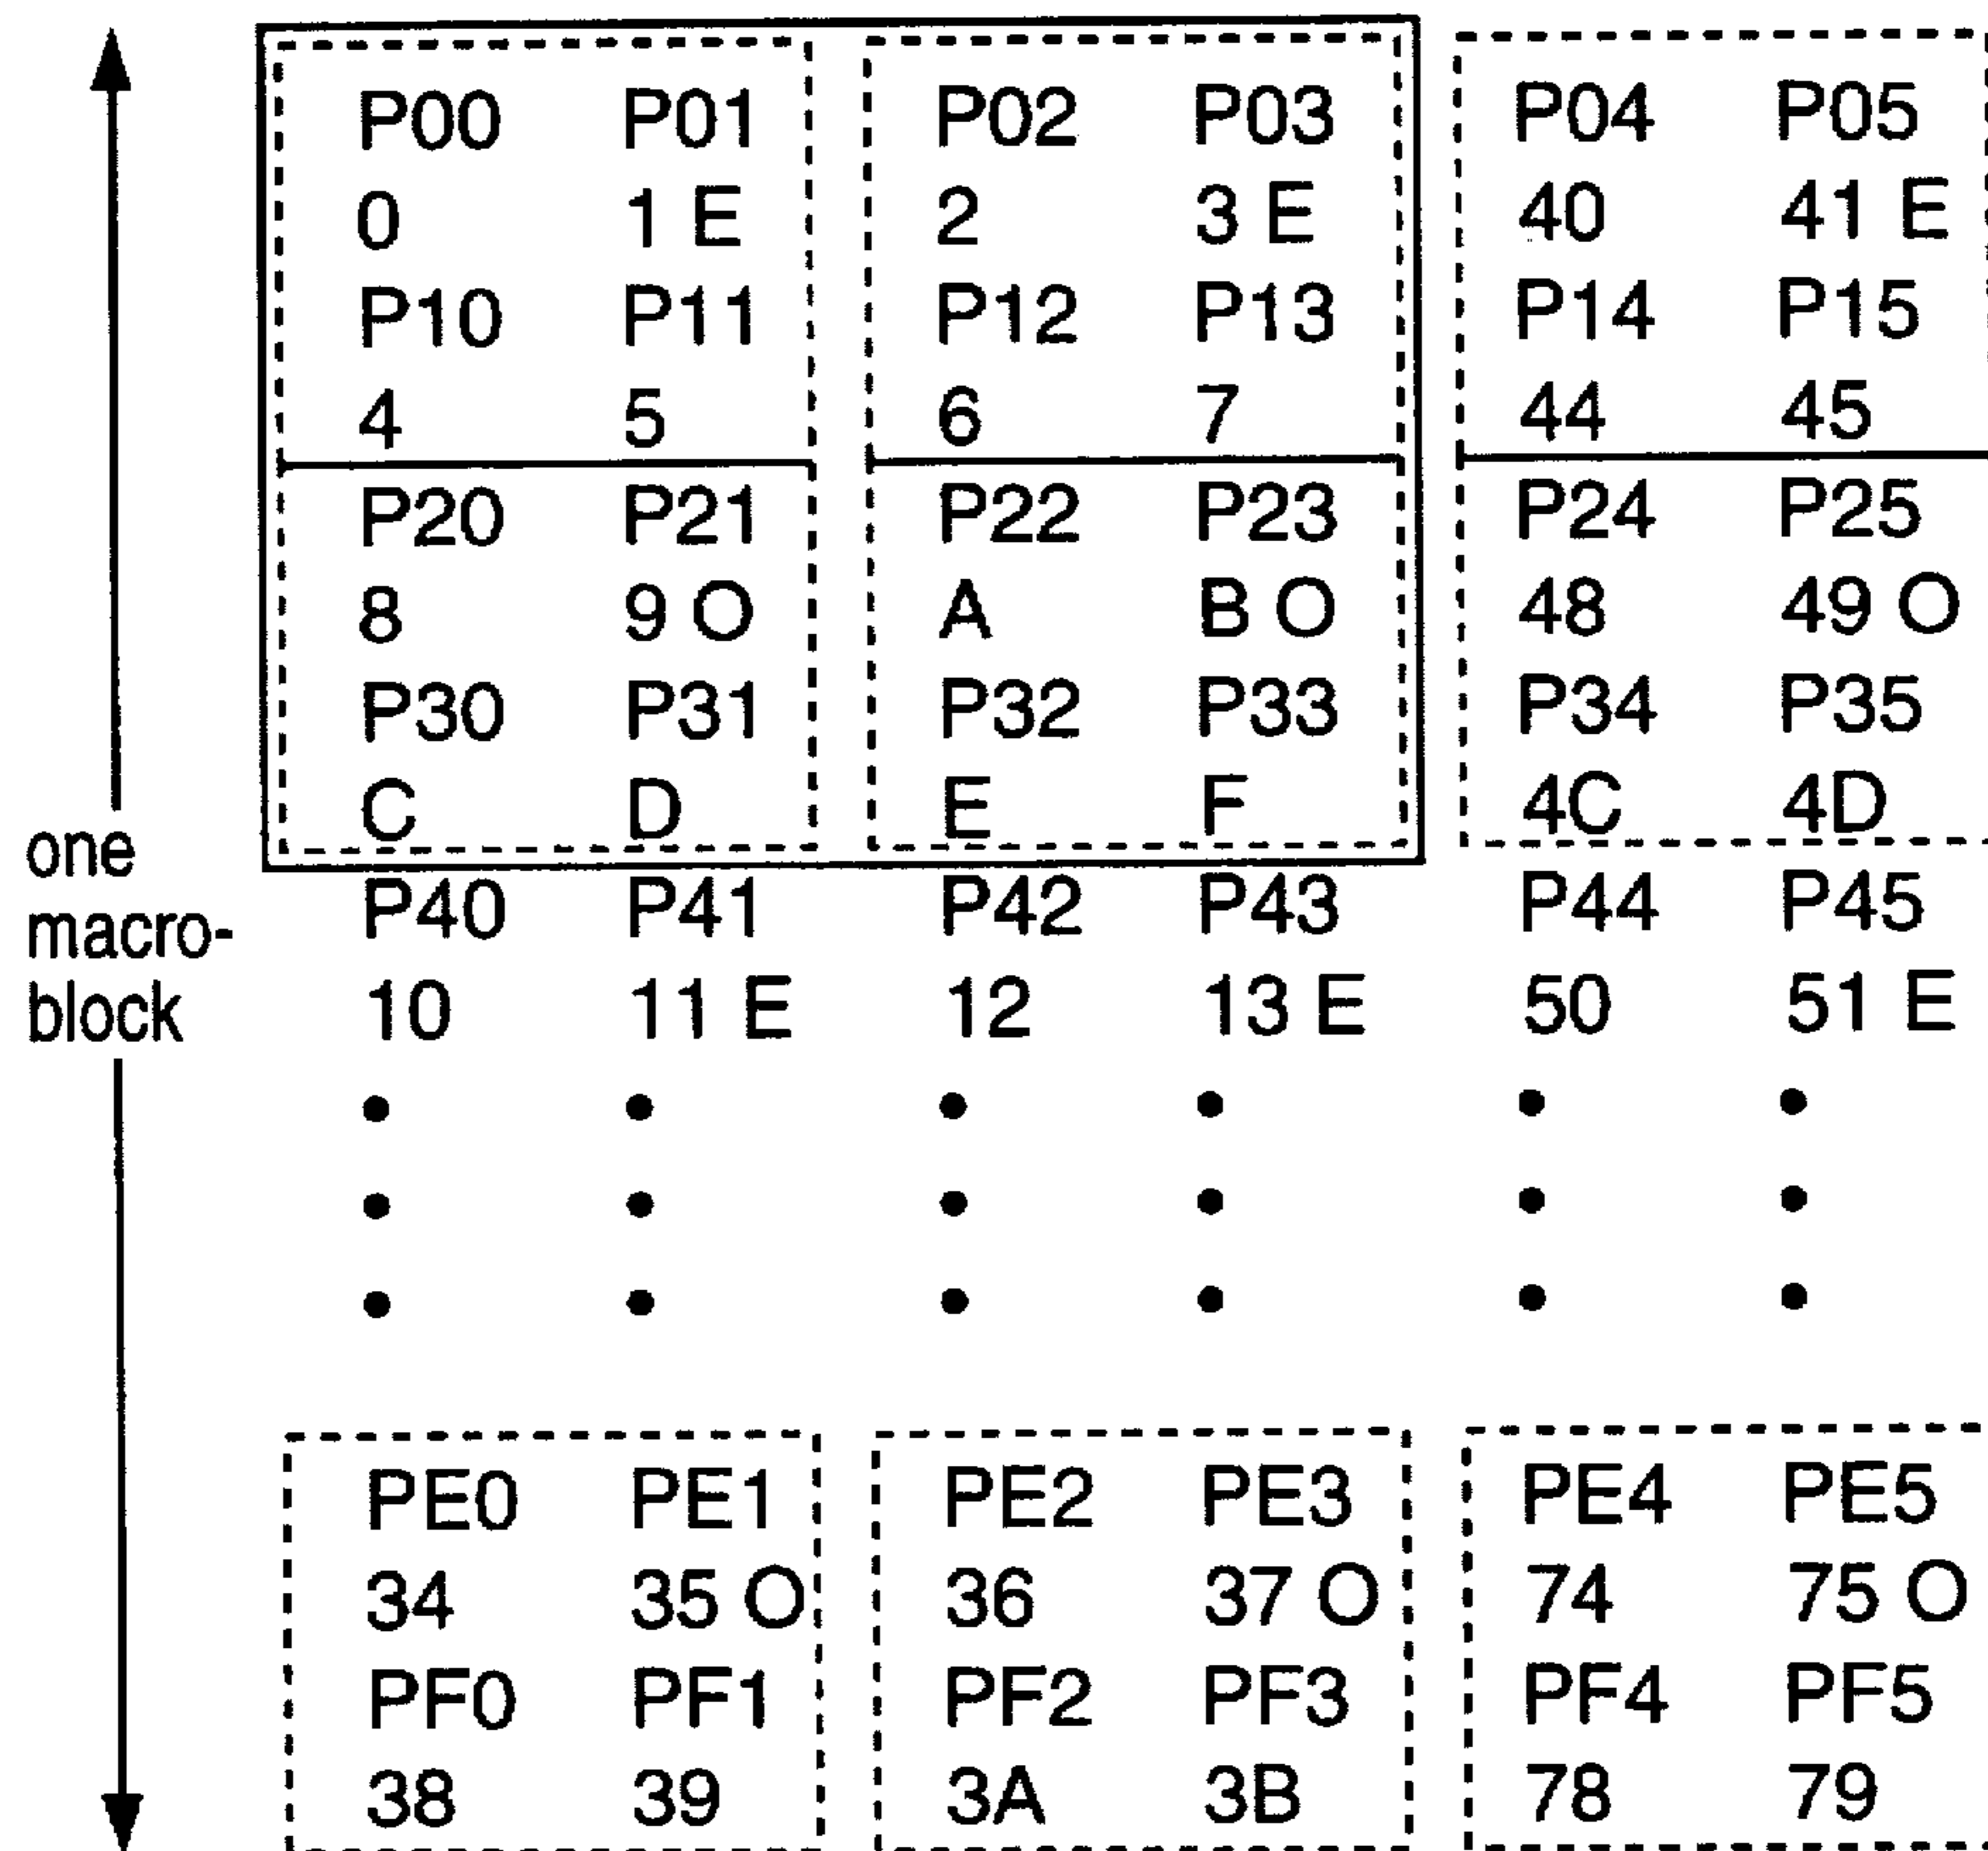 P00 P01 P02 P03 P04 P05
0 1 E 2 3 E 40 41 E
P10 P11 P12 P13 P14 P15
4 5 6 7 44 45
P20 P21 P22 P23 P24 P25
8 9 O A B O 48 49 O
P30 P31 P32 P33 P34 P35
C D E F 4C 4D
one
macro-
block
P40 P41 P42 P43 P44 P45
10 11 E 12 13 E 50 51 E
PE0 PE1 PE2 PE3 PE4 PE5
34 35 O 36 37 O 74 75 O
PF0 PF1 PF2 PF3 PF4 PF5
38 39 3A 3B 78 79